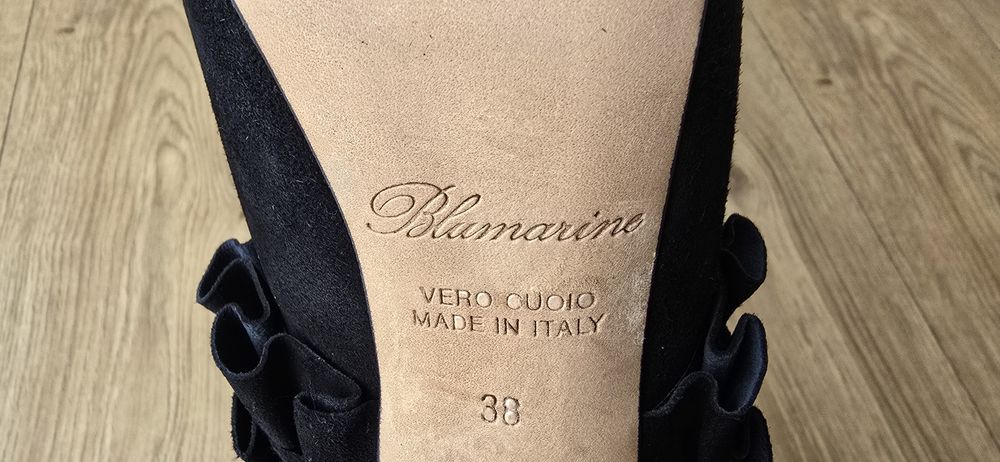 Blumarine
VERO CUOIO
MADE IN ITALY
38